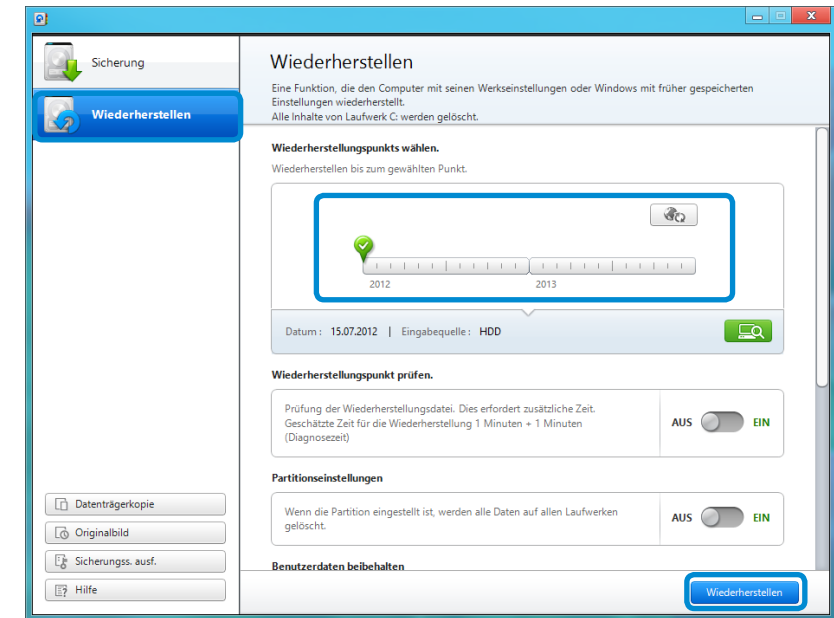 Sicherung
Wiederherstellen
Datenträgerkopie
Originalbild
Sicherungss. ausf.
Hilfe
Wiederherstellen
Eine Funktion, die den Computer mit seinen Werkseinstellungen oder Windows mit früher gespeicherten
Einstellungen wiederherstellt.
Alle Inhalte von Laufwerk C: werden gelöscht.
Wiederherstellungspunkts wählen.
Wiederherstellen bis zum gewählten Punkt.
2012 2013
Datum : 15.07.2012 | Eingabequelle : HDD
Wiederherstellungspunkt prüfen.
Prüfung der Wiederherstellungsdatei. Dies erfordert zusätzliche Zeit.
Geschätzte Zeit für die Wiederherstellung 1 Minuten + 1 Minuten
(Diagnosezeit)
AUS EIN
Partitionseinstellungen
Wenn die Partition eingestellt ist, werden alle Daten auf allen Laufwerken
gelöscht.
AUS EIN
Benutzerdaten beibehalten
Wiederherstellen